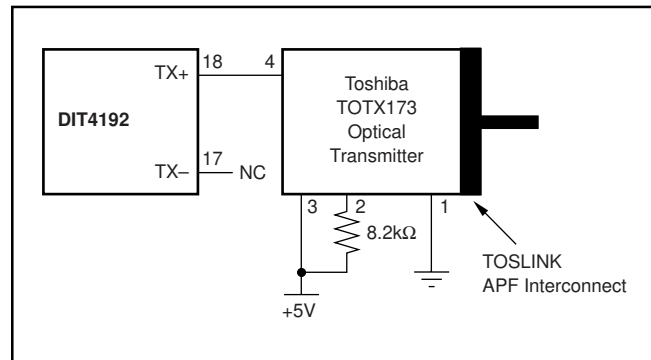 TX+
18
4
DIT4192
Toshiba
TOTX173
Optical
Transmitter
TX–
17
NC
3
2
1
8.2kΩ
+5V
TOSLINK
APF Interconnect